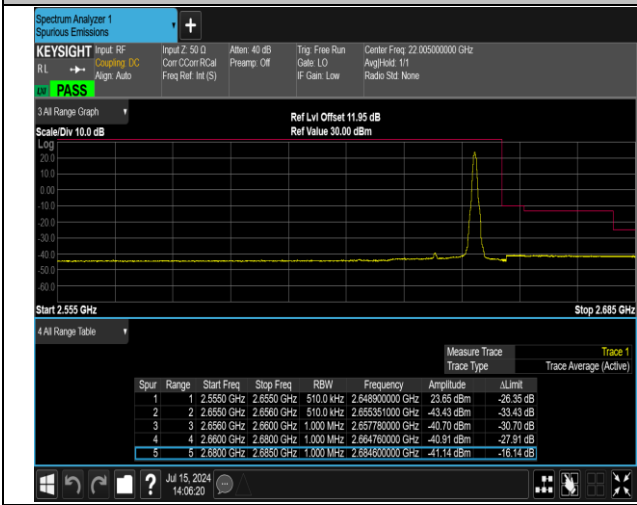 Spectrum Analyzer 1
Spurious Emissions
KEYSIGHT Input: RF Input Z: 50 Ω Atten: 40 dB Trig: Free Run Center Freq: 22.005000000 GHz
RL Coupling: DC Corr CCorr RCal Preamp: Off Gate: LO Avg|Hold: 1/1
Align: Auto Freq Ref: Int (S) IF Gain: Low Radio Std: None
PASS
3 All Range Graph
Ref Lvl Offset 11.95 dB
Scale/Div 10.0 dB Ref Value 30.00 dBm
Log
20.0
10.0
0.00
-10.0
-20.0
-30.0
-40.0
-50.0
-60.0
Start 2.555 GHz Stop 2.685 GHz
4 All Range Table
Measure Trace Trace 1
Trace Type Trace Average (Active)
Spur Range Start Freq Stop Freq RBW Frequency Amplitude ΔLimit
1 1 2.5550 GHz 2.6550 GHz 510.0 kHz 2.648900000 GHz 23.65 dBm -26.35 dB
2 2 2.6550 GHz 2.6560 GHz 510.0 kHz 2.655351000 GHz -43.43 dBm -33.43 dB
3 3 2.6560 GHz 2.6600 GHz 1.000 MHz 2.657780000 GHz -40.70 dBm -30.70 dB
4 4 2.6600 GHz 2.6800 GHz 1.000 MHz 2.664760000 GHz -40.91 dBm -27.91 dB
5 5 2.6800 GHz 2.6850 GHz 1.000 MHz 2.684600000 GHz -41.14 dBm -16.14 dB
Jul 15, 2024
14:06:20